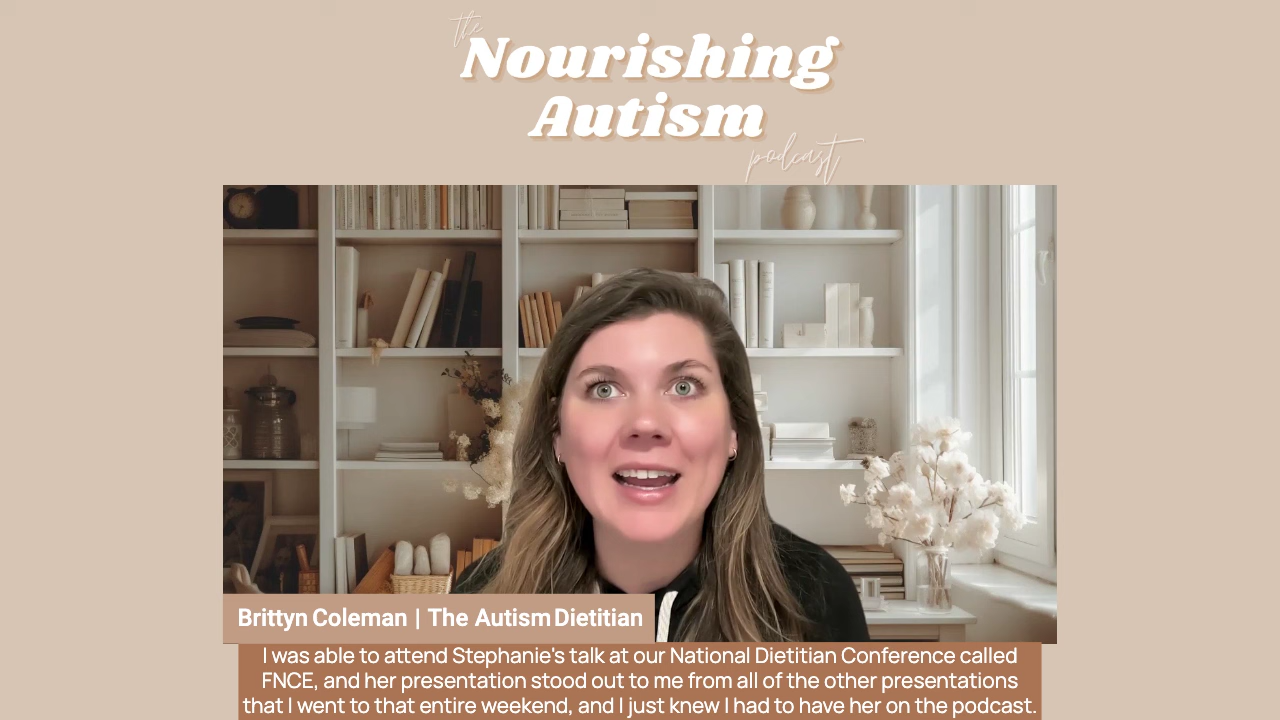 the
Nourishing
Autism
podcast
Brittyn Coleman | The Autism Dietitian
I was able to attend Stephanie's talk at our National Dietitian Conference called
FNCE, and her presentation stood out to me from all of the other presentations
that I went to that entire weekend, and I just knew I had to have her on the podcast.